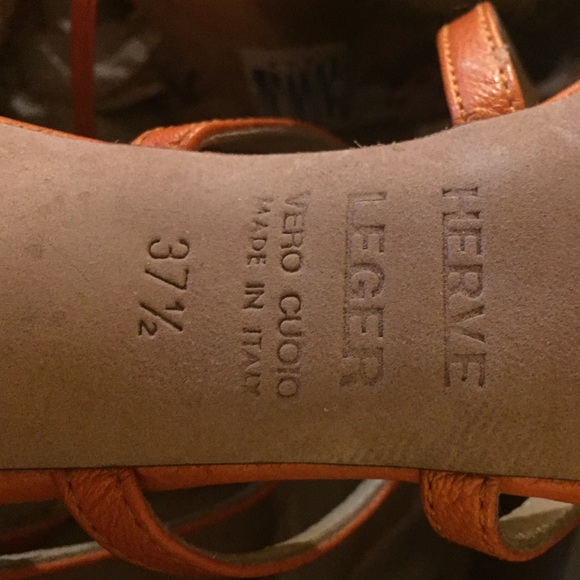 HERVE
LEGER
VERO CUOIO
MADE IN ITALY
37½